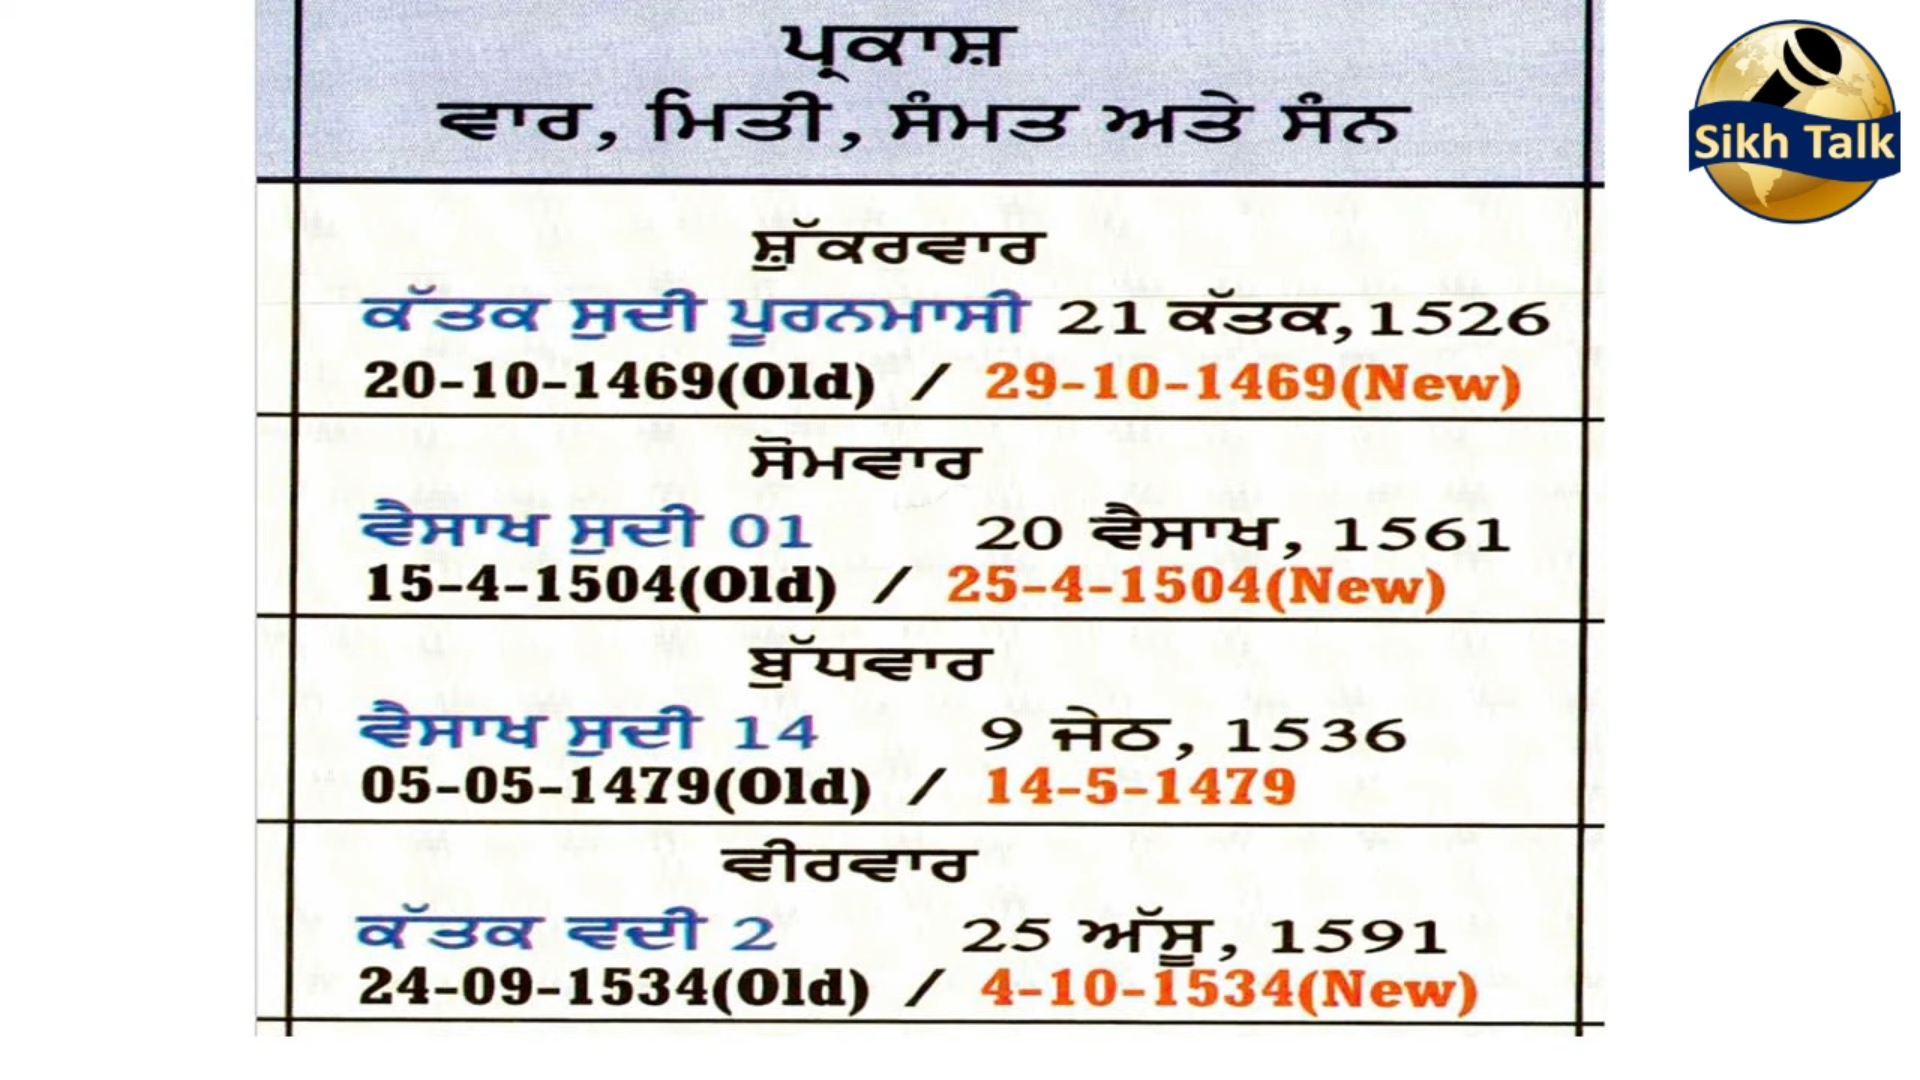 ਪ੍ਰਕਾਸ਼
ਵਾਰ, ਮਿਤੀ, ਸੰਮਤ ਅਤੇ ਸੰਨ
Sikh Talk
ਸ਼ੁੱਕਰਵਾਰ
ਕੱਤਕ ਸੁਦੀ ਪੂਰਨਮਾਸੀ 21 ਕੱਤਕ, 1526
20-10-1469(Old) / 29-10-1469(New)
ਸੋਮਵਾਰ
ਵੈਸਾਖ ਸੁਦੀ 01 20 ਵੈਸਾਖ, 1561
15-4-1504(Old) / 25-4-1504(New)
ਬੁੱਧਵਾਰ
ਵੈਸਾਖ ਸੁਦੀ 14 9 ਜੇਠ, 1536
05-05-1479(Old) / 14-5-1479
ਵੀਰਵਾਰ
ਕੱਤਕ ਵਦੀ 2 25 ਅੱਸੂ, 1591
24-09-1534(Old) / 4-10-1534(New)